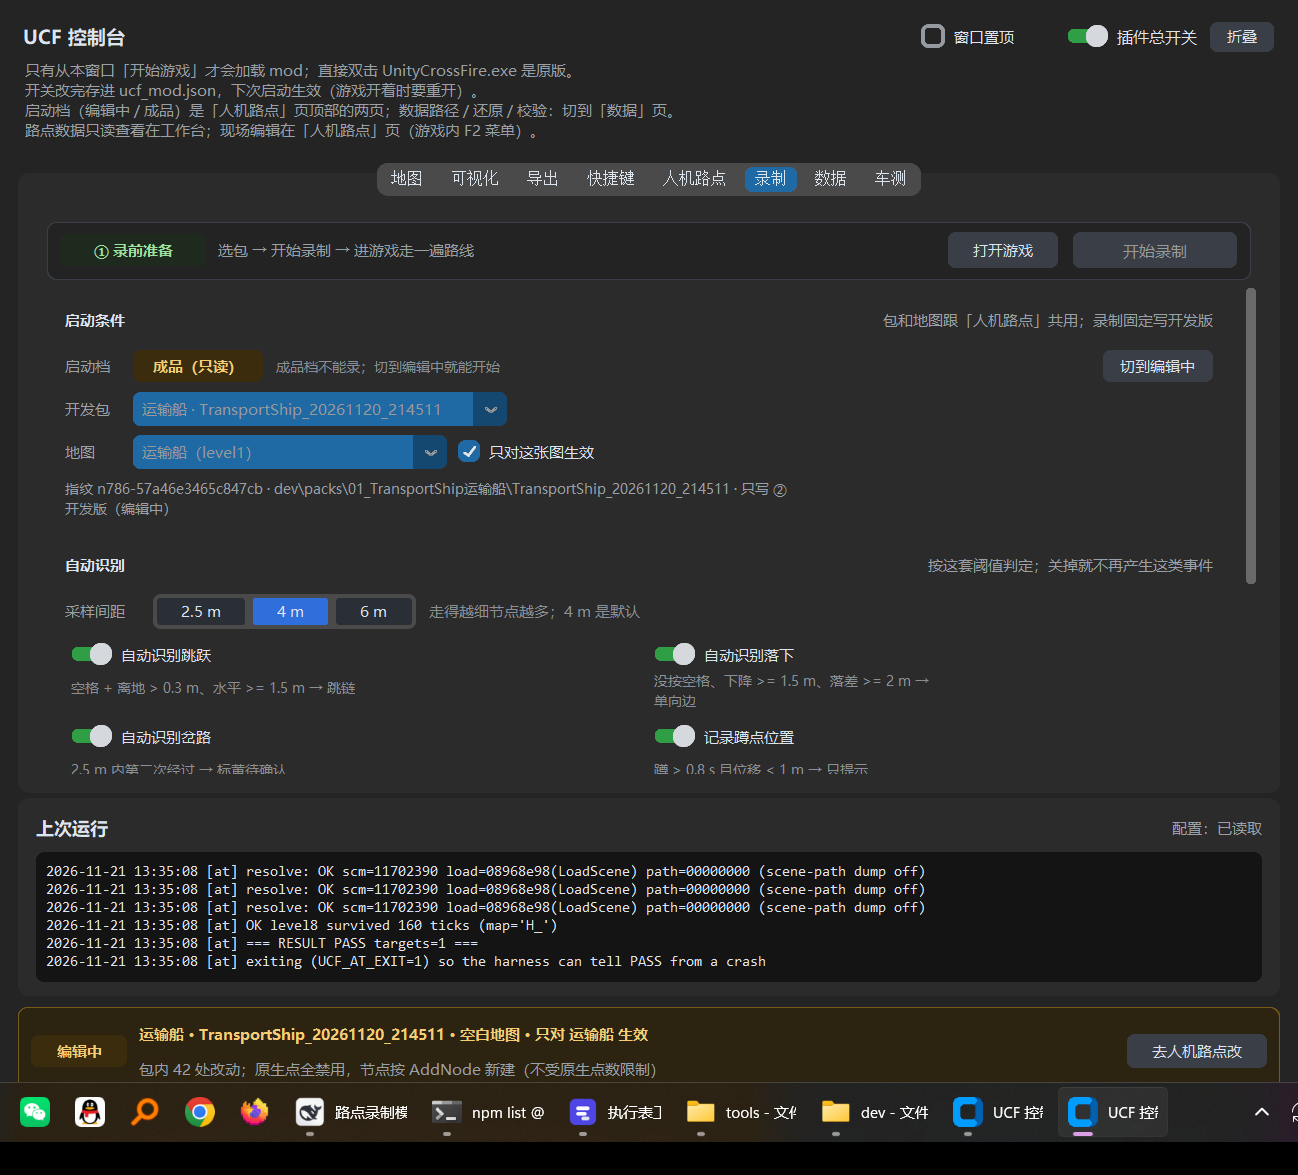 UCF 控制台
窗口置顶
插件总开关
折叠
只有从本窗口「开始游戏」才会加载 mod；直接双击 UnityCrossFire.exe 是原版。
开关改完存进 ucf_mod.json，下次启动生效（游戏开着时要重开）。
启动档（编辑中 / 成品）是「人机路点」页顶部的两页；数据路径 / 还原 / 校验：切到「数据」页。
路点数据只读查看在工作台；现场编辑在「人机路点」页（游戏内 F2 菜单）。
地图 可视化 导出 快捷键 人机路点 录制 数据 车测
① 录前准备
选包 → 开始录制 → 进游戏走一遍路线
打开游戏
开始录制
启动条件
包和地图跟「人机路点」共用；录制固定写开发版
启动档
成品（只读）
成品档不能录；切到编辑中就能开始
切到编辑中
开发包
运输船 · TransportShip_20261120_214511
地图
运输船（level1）
只对这张图生效
指纹 n786-57a46e3465c847cb · dev\packs\01_TransportShip运输船\TransportShip_20261120_214511 · 只写 ②
开发版（编辑中）
自动识别
按这套阈值判定；关掉就不再产生这类事件
采样间距
2.5 m
4 m
6 m
走得越细节点越多；4 m 是默认
自动识别跳跃
空格 + 离地 > 0.3 m、水平 >= 1.5 m → 跳链
自动识别落下
没按空格、下降 >= 1.5 m、落差 >= 2 m →
单向边
自动识别岔路
2.5 m 内第二次经过 → 标黄待确认
记录蹲点位置
蹲 > 0.8 s 且位移 < 1 m → 只提示
上次运行
配置：已读取
2026-11-21 13:35:08 [at] resolve: OK scm=11702390 load=08968e98(LoadScene) path=00000000 (scene-path dump off)
2026-11-21 13:35:08 [at] resolve: OK scm=11702390 load=08968e98(LoadScene) path=00000000 (scene-path dump off)
2026-11-21 13:35:08 [at] resolve: OK scm=11702390 load=08968e98(LoadScene) path=00000000 (scene-path dump off)
2026-11-21 13:35:08 [at] OK level8 survived 160 ticks (map='H_')
2026-11-21 13:35:08 [at] === RESULT PASS targets=1 ===
2026-11-21 13:35:08 [at] exiting (UCF_AT_EXIT=1) so the harness can tell PASS from a crash
编辑中
运输船 • TransportShip_20261120_214511 • 空白地图 • 只对 运输船 生效
包内 42 处改动；原生点全禁用，节点按 AddNode 新建（不受原生点数限制）
去人机路点改
路点录制模
npm list @
执行表
tools - 文件
dev - 文件
UCF 控制
UCF 控制